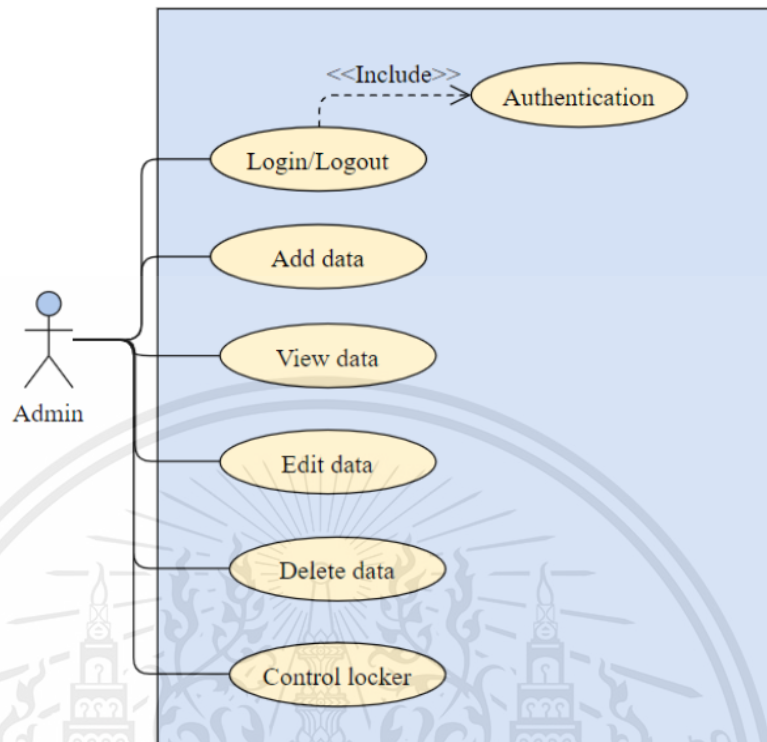 <<Include>>
Authentication
Login/Logout
Add data
View data
Admin
Edit data
Delete data
Control locker